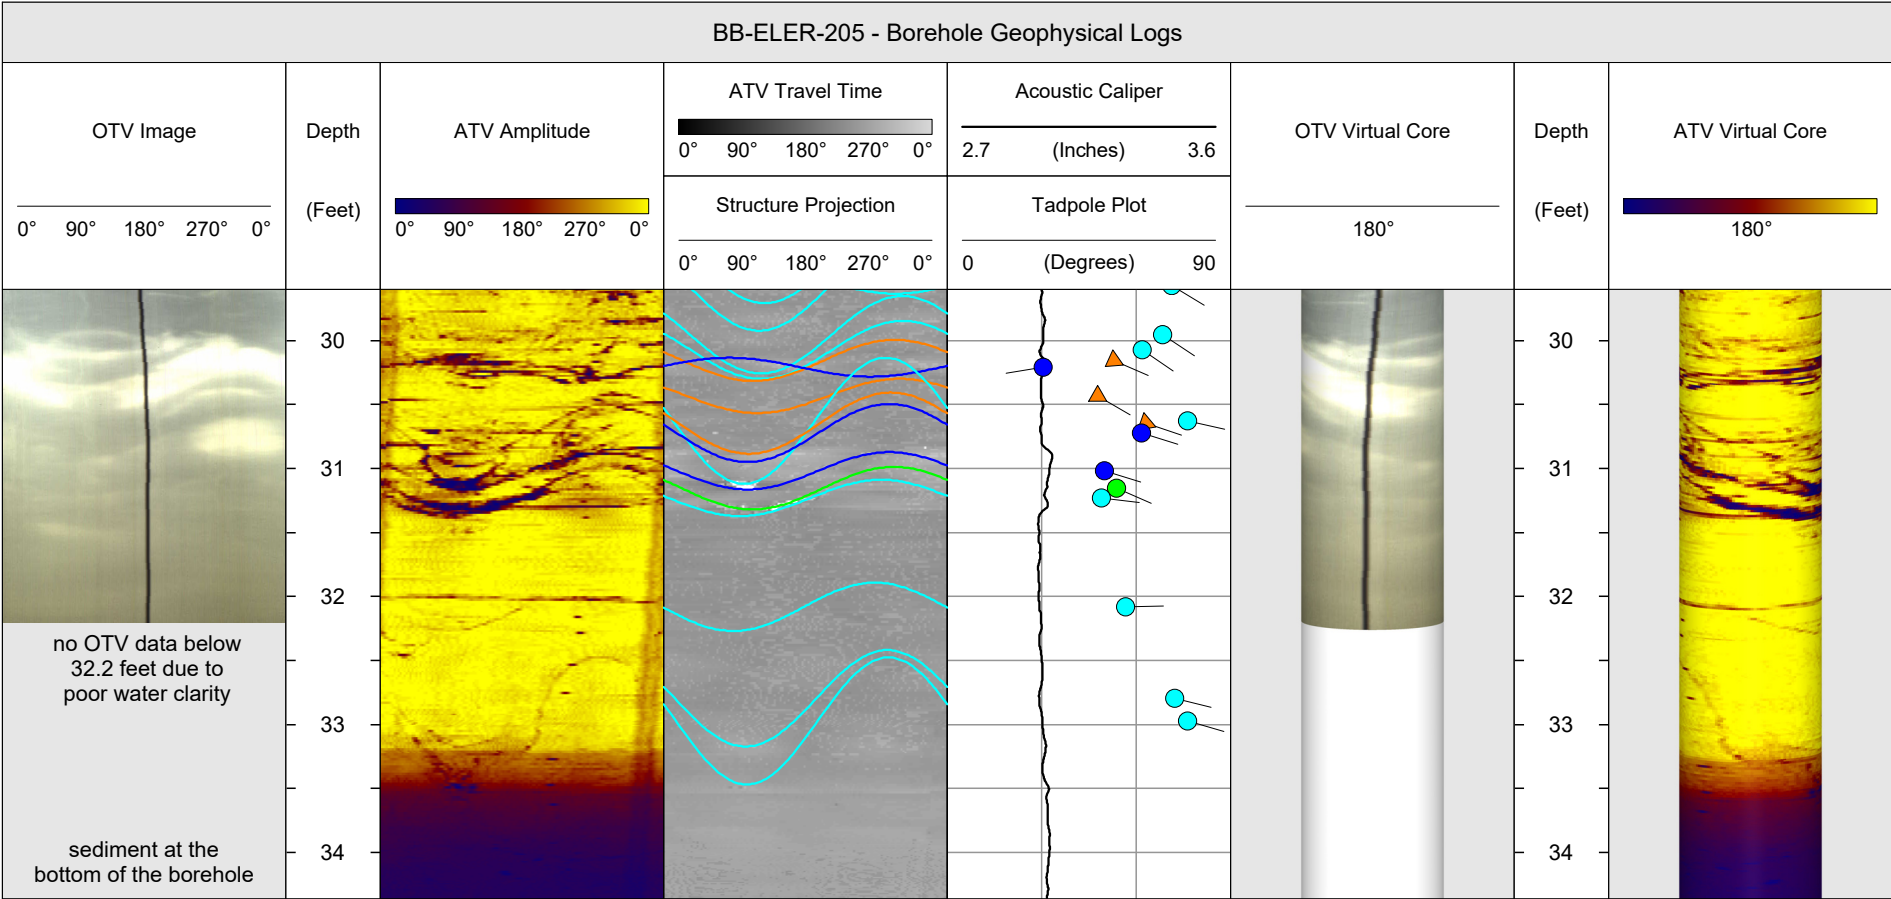 BB-ELER-205 - Borehole Geophysical Logs
OTV Image
0° 90° 180° 270° 0°
Depth
(Feet)
ATV Amplitude
0° 90° 180° 270° 0°
ATV Travel Time
0° 90° 180° 270° 0°
Structure Projection
0° 90° 180° 270° 0°
Acoustic Caliper
2.7 (Inches) 3.6
Tadpole Plot
0 (Degrees) 90
OTV Virtual Core
180°
Depth
(Feet)
ATV Virtual Core
180°
no OTV data below
32.2 feet due to
poor water clarity
sediment at the
bottom of the borehole
30
31
32
33
34
30
31
32
33
34